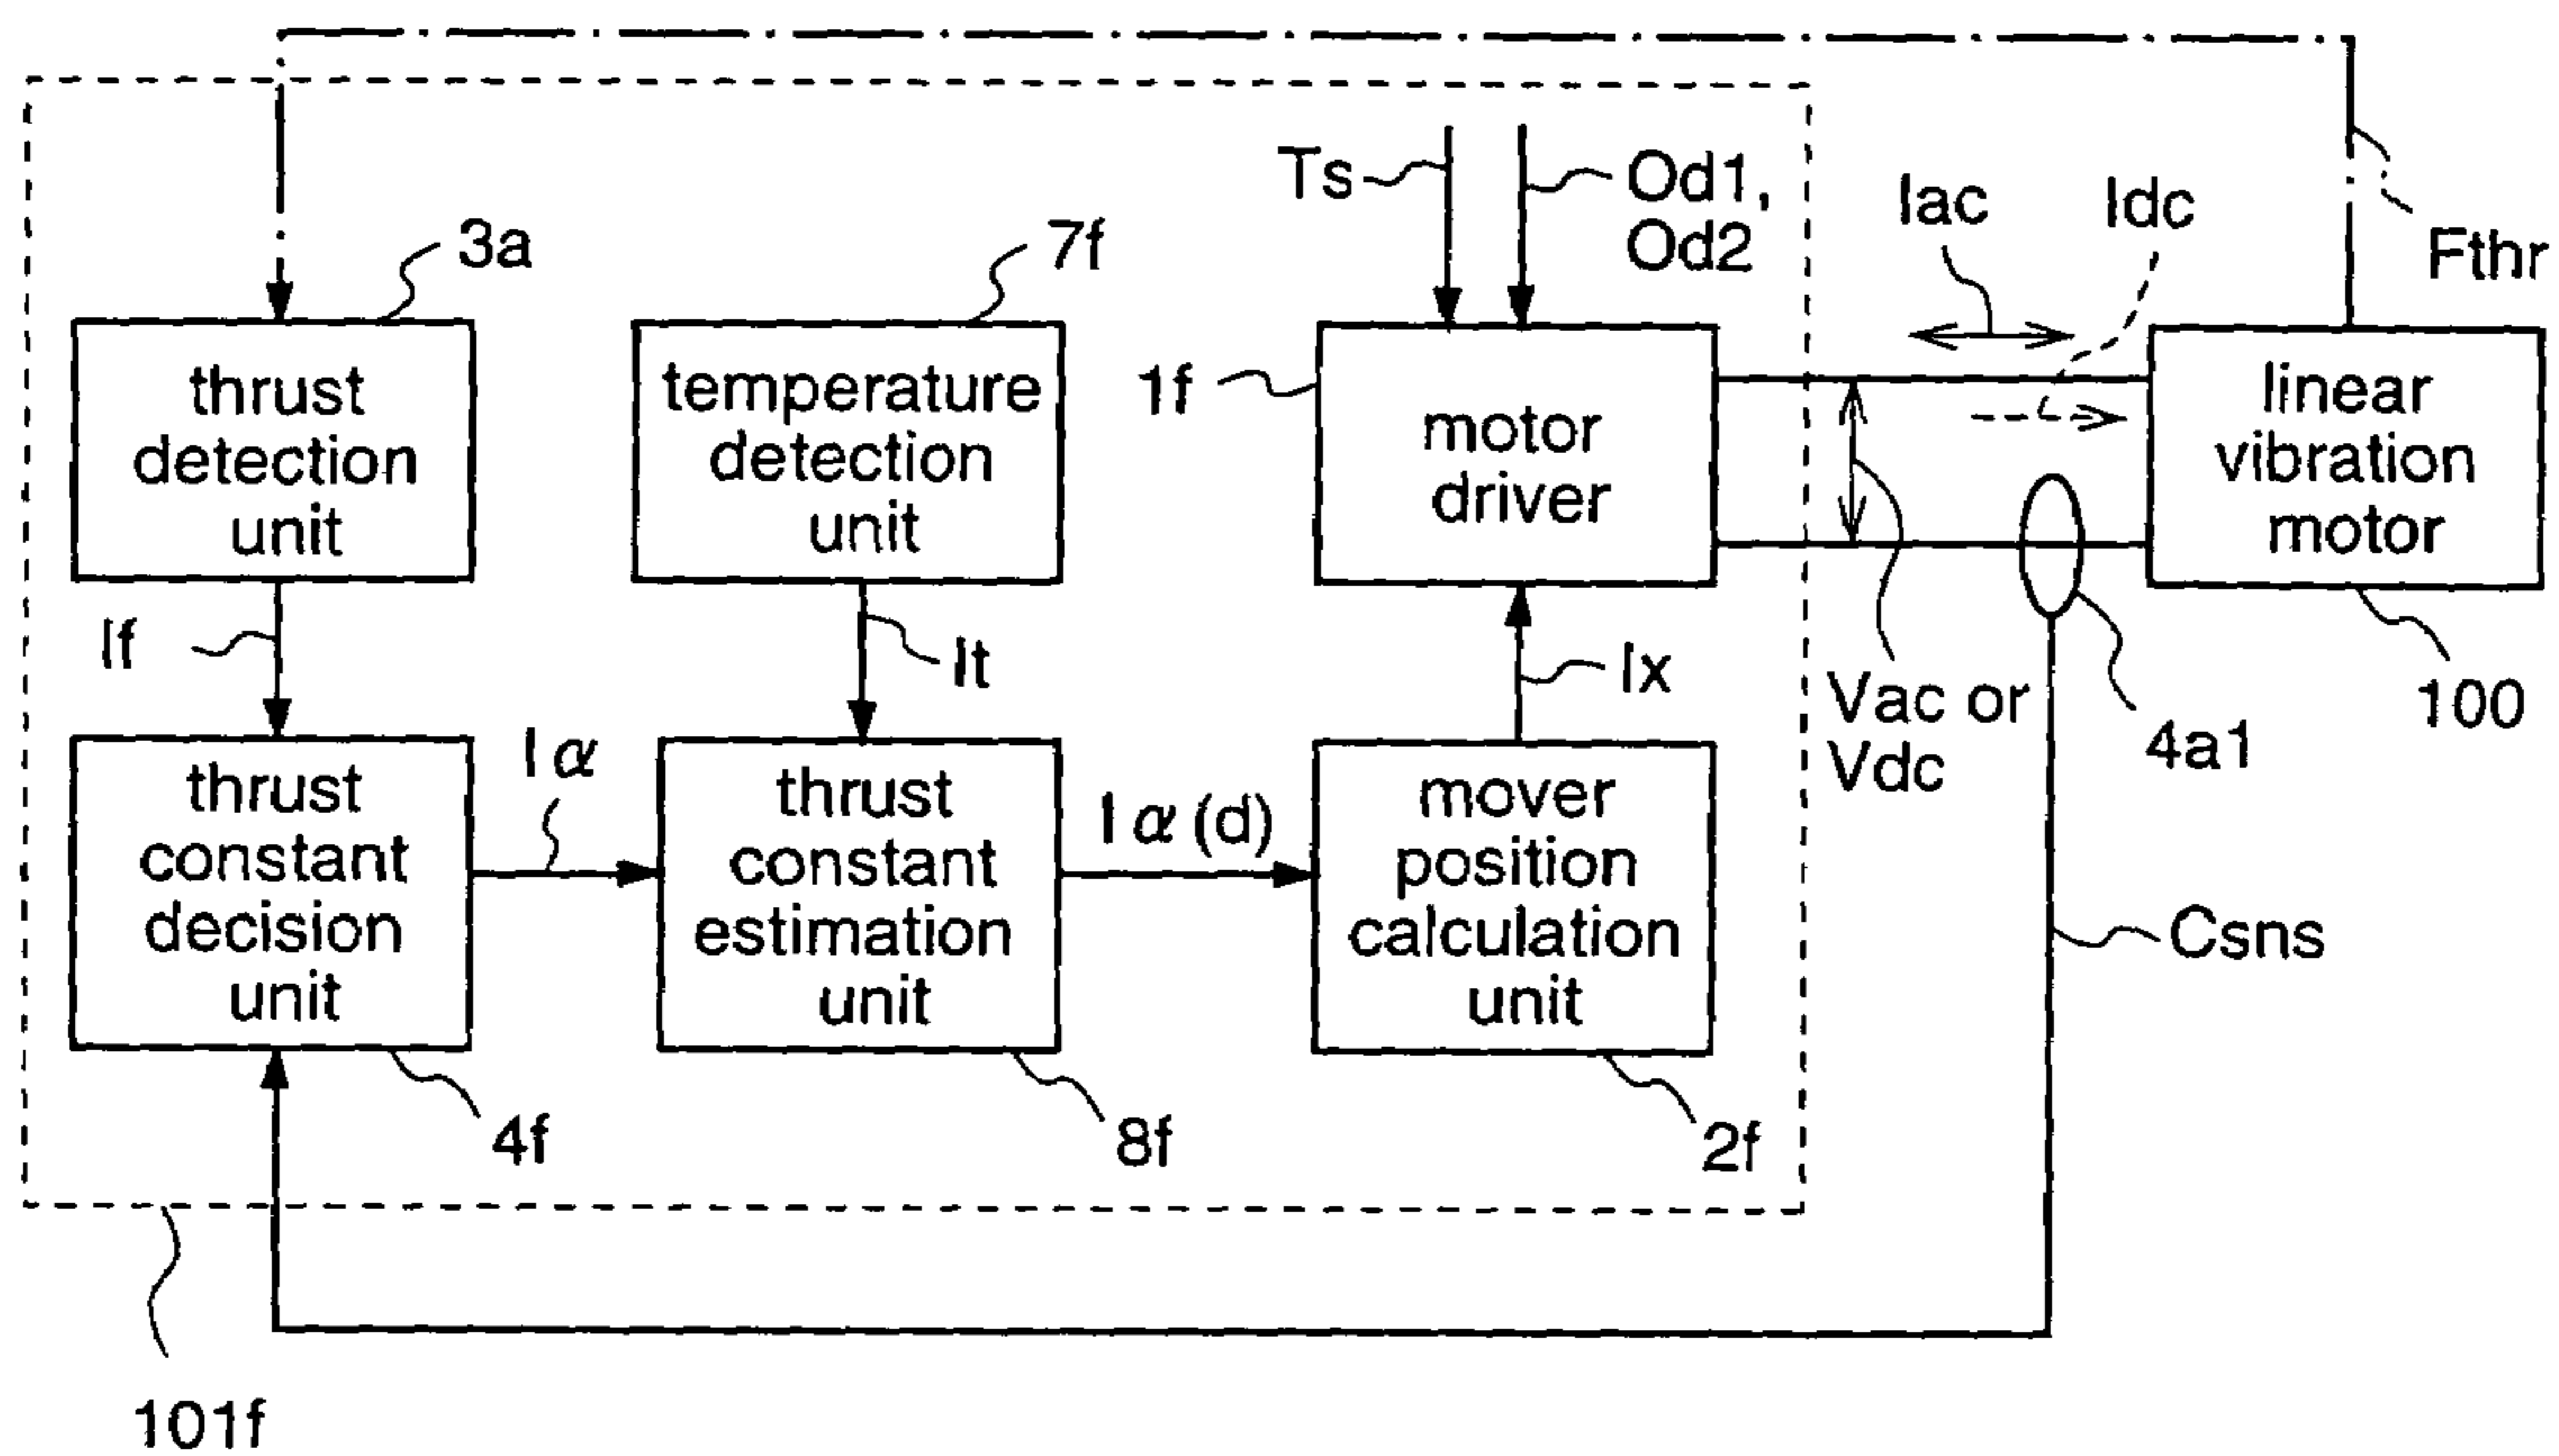 Ts
Od1,
Od2
Iac
Idc
Fthr
3a
7f
1f
thrust
detection
unit
temperature
detection
unit
motor
driver
linear
vibration
motor
If
It
Ix
Vac or
Vdc
4a1
100
Iα
Iα(d)
thrust
constant
decision
unit
thrust
constant
estimation
unit
mover
position
calculation
unit
Csns
4f
8f
2f
101f